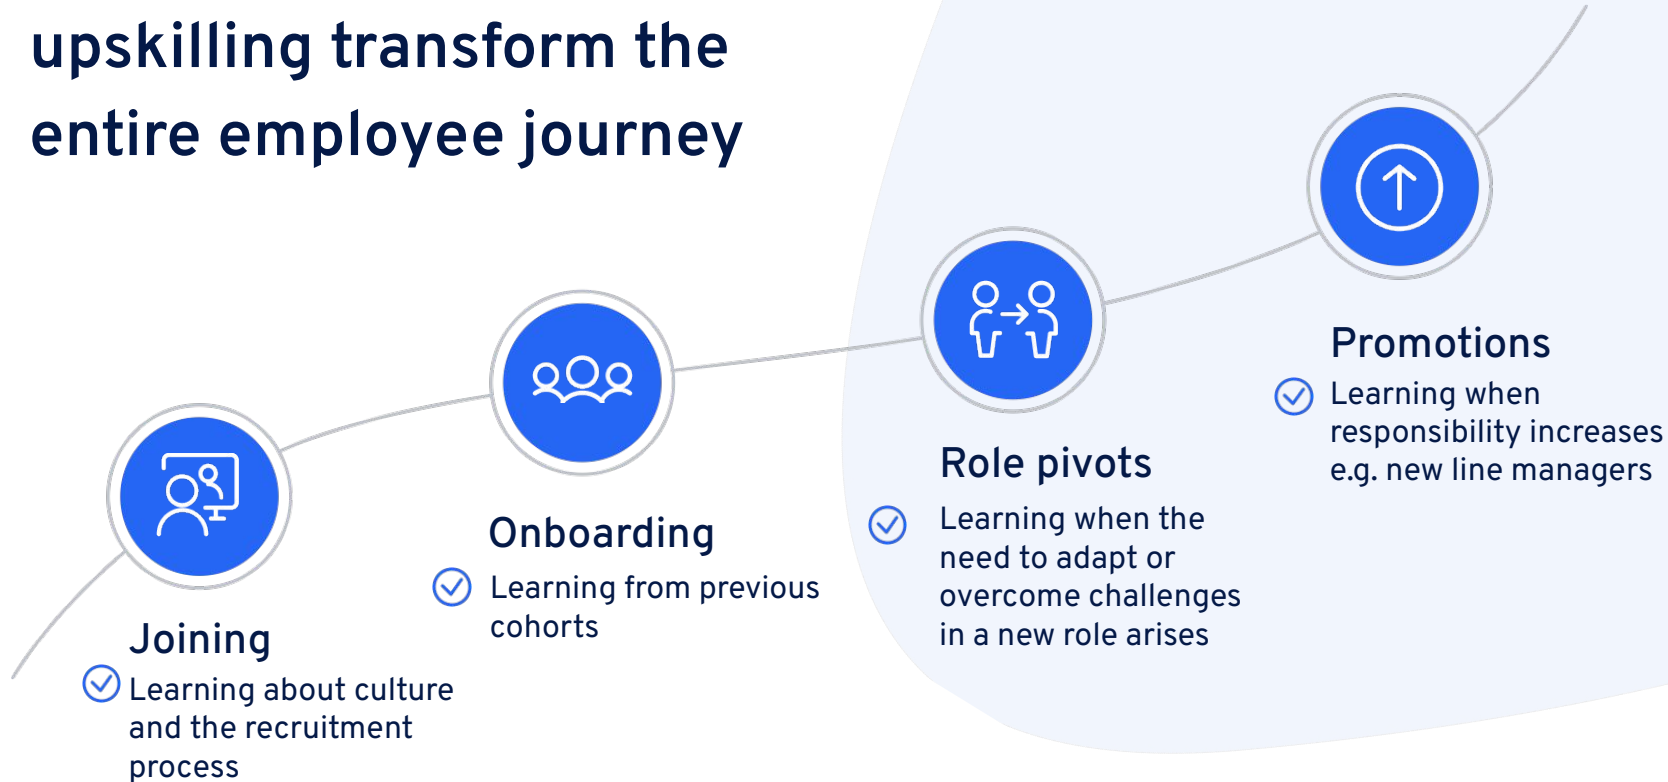 upskilling transform the
entire employee journey
Joining
Learning about culture
and the recruitment
process
Onboarding
Learning from previous
cohorts
Role pivots
Learning when the
need to adapt or
overcome challenges
in a new role arises
Promotions
Learning when
responsibility increases
e.g. new line managers